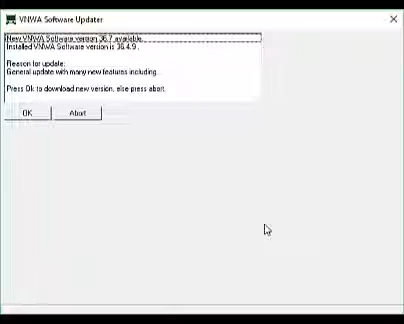 VNWA Software Updater
New VNWA Software version 36.7 available.
Installed VNWA Software version is 36.4.9 .
Reason for update:
General update with many new features including...
Press Ok to download new version, else press abort.
OK
Abort